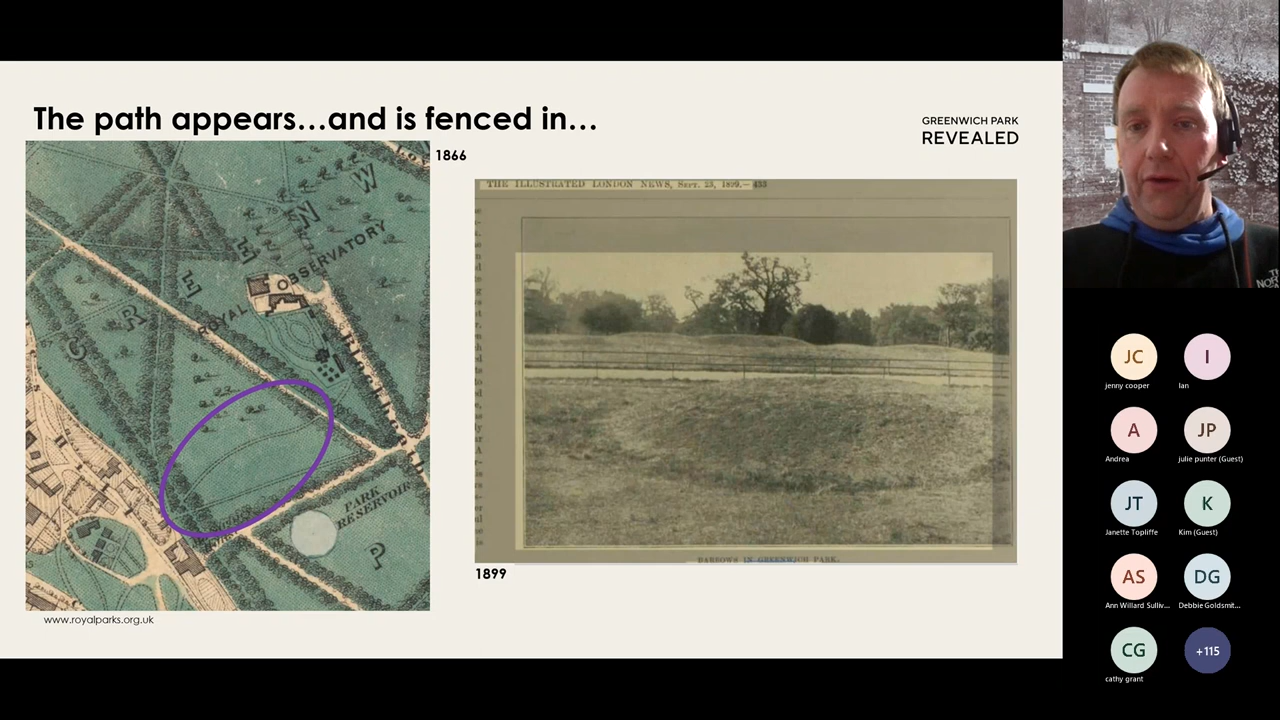 The path appears...and is fenced in...
GREENWICH PARK
REVEALED
1866
ROYAL OBSERVATORY
G R E E N W
PARK
RESERVOIR
P
THE ILLUSTRATED LONDON NEWS, SEPT. 23, 1899.— 433
BARROWS IN GREENWICH PARK.
1899
www.royalparks.org.uk
JC
jenny cooper
I
Ian
A
Andrea
JP
julie punter (Guest)
JT
Janette Topliffe
K
Kim (Guest)
AS
Ann Willard Sulliv...
DG
Debbie Goldsmit...
CG
cathy grant
+115